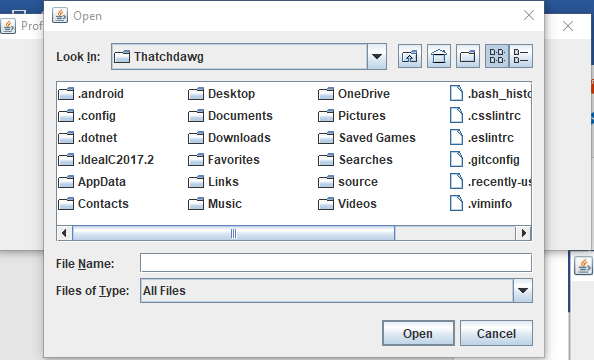 Prof
Open
Look In: Thatchdawg
.android Desktop OneDrive .bash_histo
.config Documents Pictures .csslintrc
.dotnet Downloads Saved Games .eslintrc
.IdealC2017.2 Favorites Searches .gitconfig
AppData Links source .recently-us
Contacts Music Videos .viminfo
File Name:
Files of Type: All Files
Open Cancel